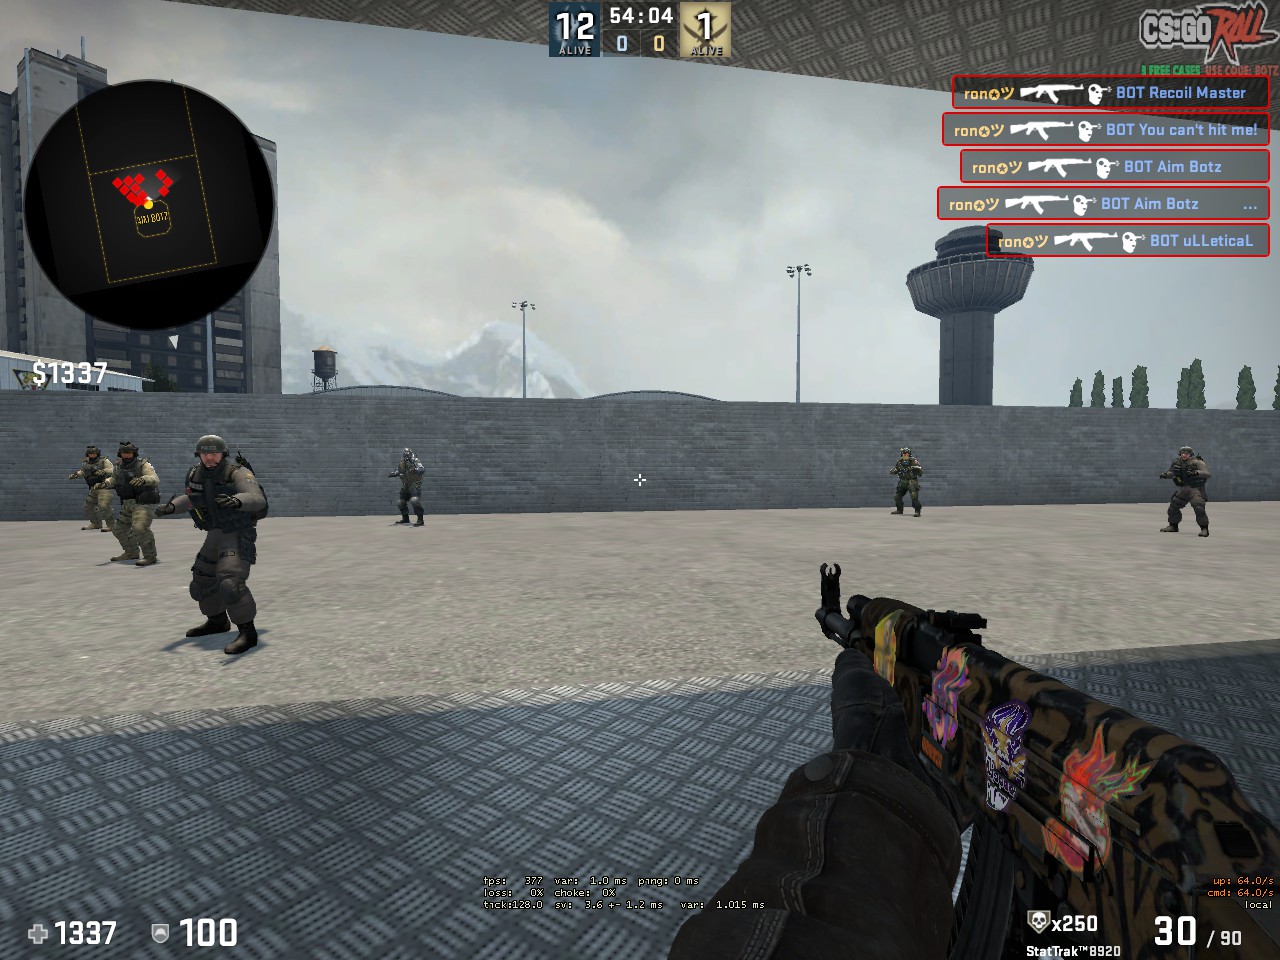 12
ALIVE
54:04
0 0
1
ALIVE
CS:GO ROLL
3 FREE CASES USE CODE: BOTZ
ron✪ツ BOT Recoil Master
ron✪ツ BOT You can't hit me!
ron✪ツ BOT Aim Botz
ron✪ツ BOT Aim Botz ...
ron✪ツ BOT uLLeticaL
$1337
fps: 377 var: 1.0 ms ping: 0 ms
loss: 0% choke: 0%
tick:128.0 sv: 3.6 +- 1.2 ms var: 1.015 ms
up: 64.0/s
cmd: 64.0/s
local
1337
100
x250
StatTrak™8920
30 / 90